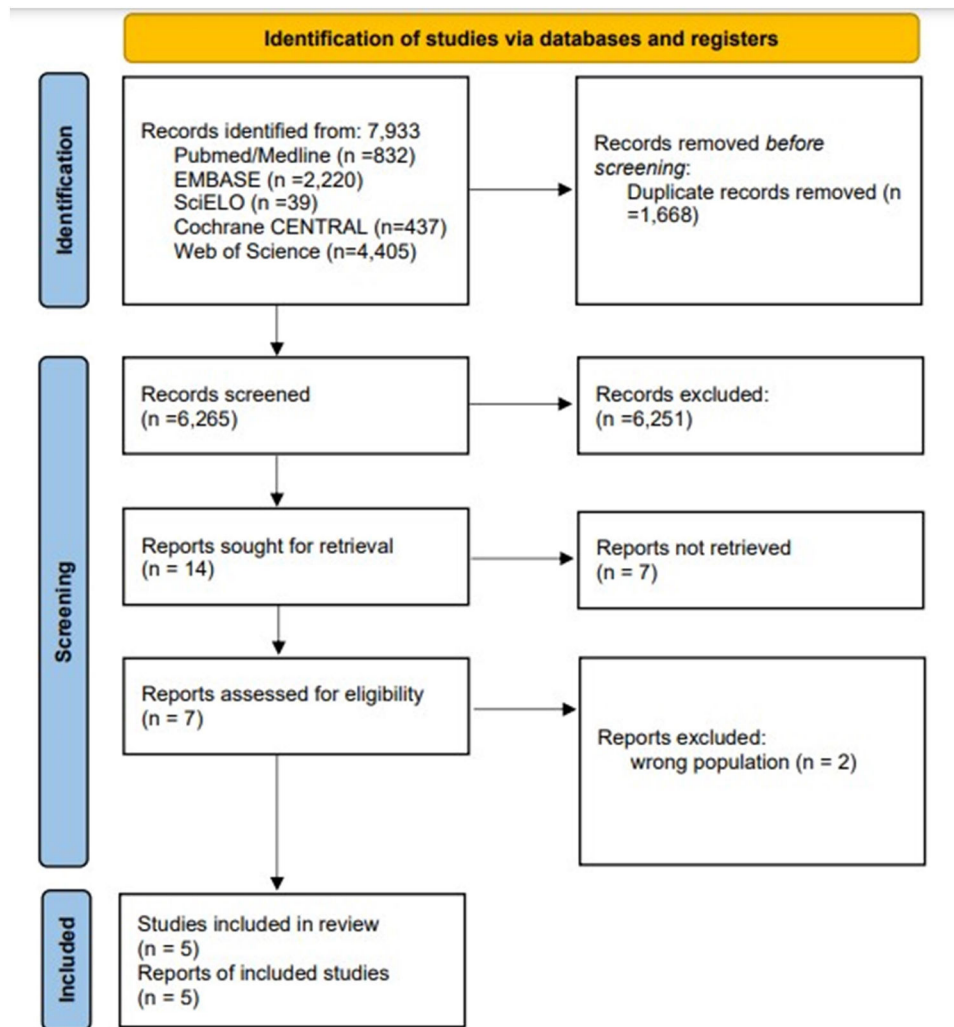 Identification of studies via databases and registers
Identification
Records identified from: 7,933
Pubmed/Medline (n =832)
EMBASE (n =2,220)
SciELO (n =39)
Cochrane CENTRAL (n=437)
Web of Science (n=4,405)
Records removed before
screening:
Duplicate records removed (n
=1,668)
Screening
Records screened
(n =6,265)
Records excluded:
(n =6,251)
Reports sought for retrieval
(n = 14)
Reports not retrieved
(n = 7)
Reports assessed for eligibility
(n = 7)
Reports excluded:
wrong population (n = 2)
Included
Studies included in review
(n = 5)
Reports of included studies
(n = 5)